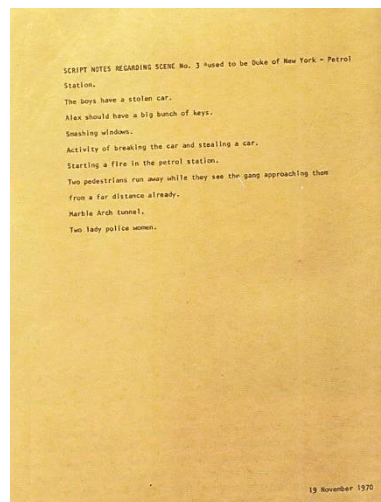 SCRIPT NOTES REGARDING SCENE No. 3 *used to be Duke of New York - Petrol
Station.
The boys have a stolen car.
Alex should have a big bunch of keys.
Smashing windows.
Activity of breaking the car and stealing a car.
Starting a fire in the petrol station.
Two pedestrians run away while they see the gang approaching them
from a far distance already.
Marble Arch tunnel.
Two lady police women.
19 November 1970